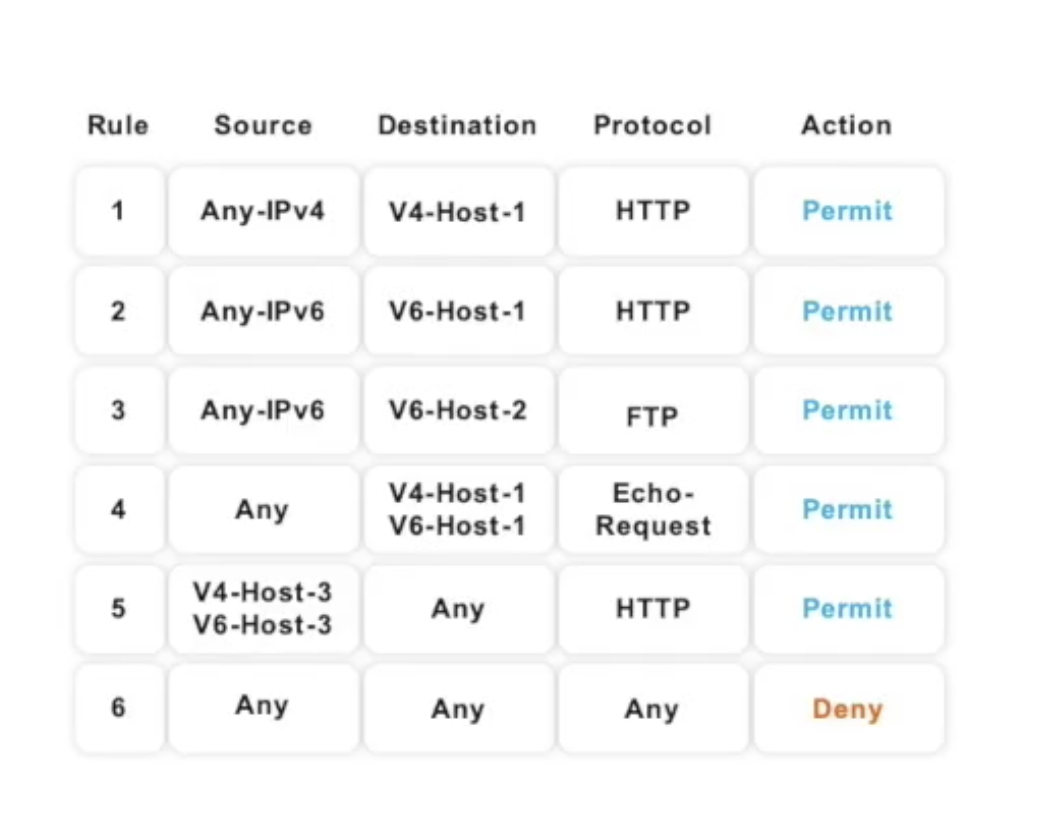 Rule Source Destination Protocol Action
1 Any-IPv4 V4-Host-1 HTTP Permit
2 Any-IPv6 V6-Host-1 HTTP Permit
3 Any-IPv6 V6-Host-2 FTP Permit
4 Any V4-Host-1 V6-Host-1 Echo-Request Permit
5 V4-Host-3 V6-Host-3 Any HTTP Permit
6 Any Any Any Deny